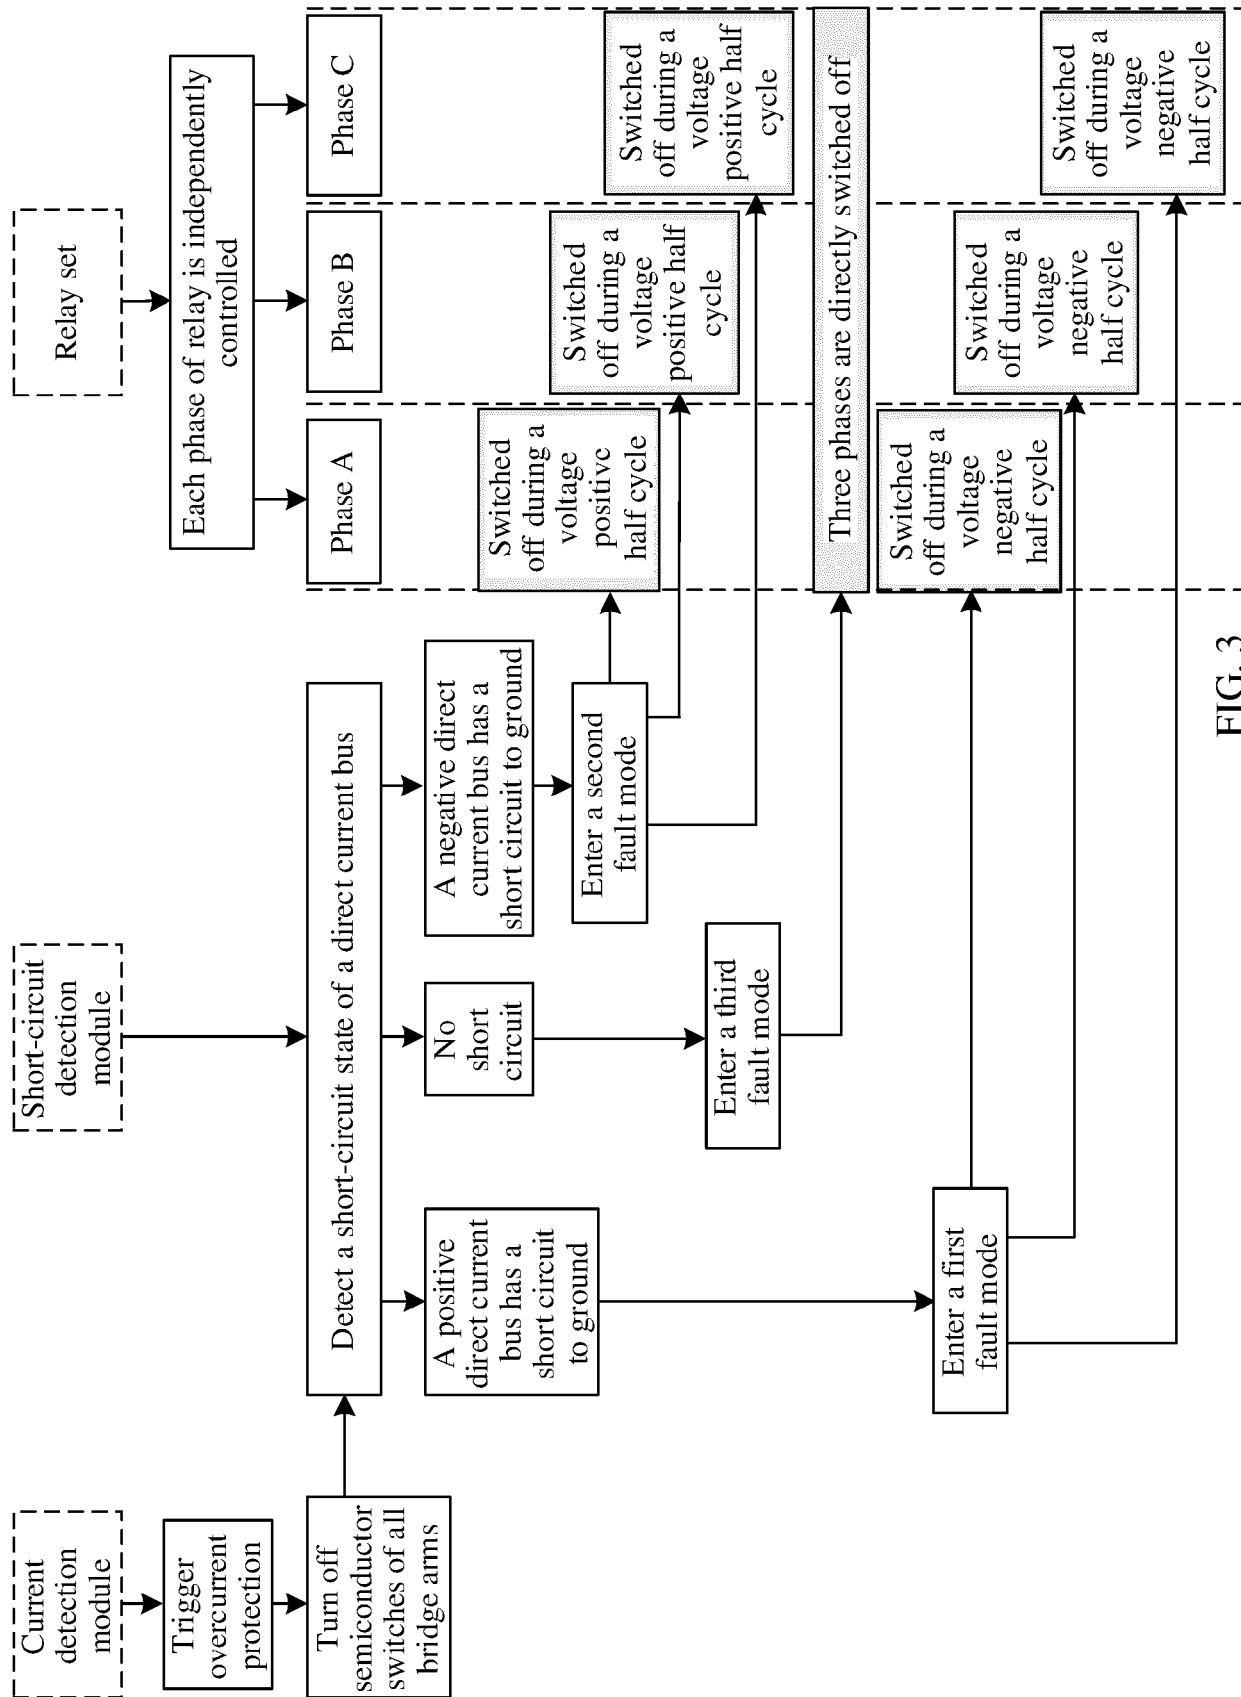 Current
detection
module
Trigger
overcurrent
protection
Turn off
semiconductor
switches of all
bridge arms
Short-circuit
detection
module
Detect a short-circuit state of a direct current bus
A positive
direct current
bus has a
short circuit
to ground
No
short
circuit
A negative direct
current bus has a
short circuit to ground
Enter a second
fault mode
Enter a third
fault mode
Enter a first
fault mode
Relay set
Each phase of relay is independently
controlled
Phase A
Phase B
Phase C
Switched
off during a
voltage
positive
half cycle
Switched
off during a
voltage
positive half
cycle
Switched
off during a
voltage
positive half
cycle
Three phases are directly switched off
Switched
off during a
voltage
negative
half cycle
Switched
off during a
voltage
negative
half cycle
Switched
off during a
voltage
negative
half cycle
FIG. 3